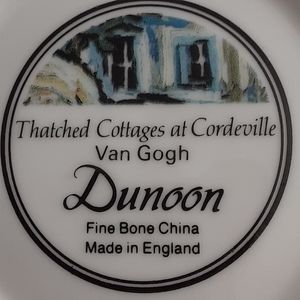 Thatched Cottages at Cordeville
Van Gogh
Dunoon
Fine Bone China
Made in England